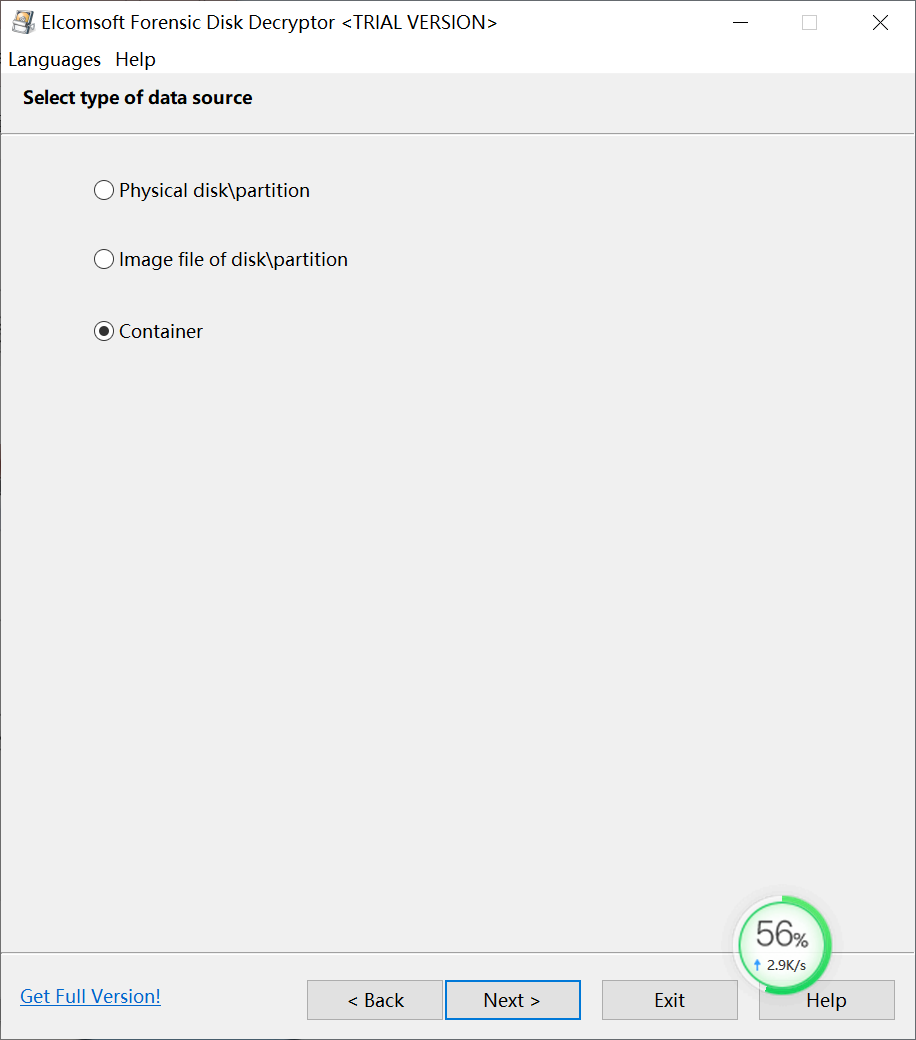 Elcomsoft Forensic Disk Decryptor <TRIAL VERSION>
Languages Help
Select type of data source
Physical disk\partition
Image file of disk\partition
Container
56%
2.9K/s
Get Full Version!
< Back
Next >
Exit
Help